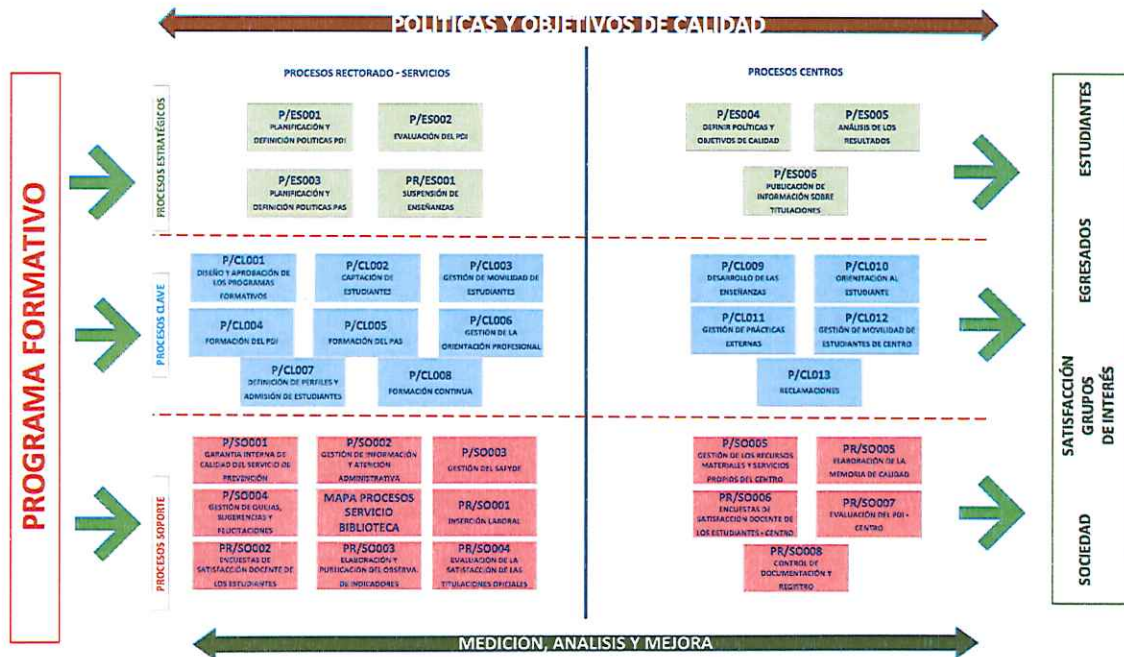 POLÍTICAS Y OBJETIVOS DE CALIDAD
PROCESOS RECTORADO - SERVICIOS
PROCESOS CENTROS
PROGRAMA FORMATIVO
PROCESOS ESTRATÉGICOS
P/ES001
PLANIFICACIÓN Y
DEFINICIÓN POLITICAS PDI
P/ES002
EVALUACIÓN DEL PDI
P/ES003
PLANIFICACIÓN Y
DEFINICIÓN POLITICAS PAS
PR/ES001
SUSPENSIÓN DE
ENSEÑANZAS
P/ES004
DEFINIR POLÍTICAS Y
OBJETIVOS DE CALIDAD
P/ES005
ANÁLISIS DE LOS
RESULTADOS
P/ES006
PUBLICACIÓN DE
INFORMACIÓN SOBRE
TITULACIONES
PROCESOS CLAVE
P/CL001
DISEÑO Y APROBACIÓN DE
LOS PROGRAMAS
FORMATIVOS
P/CL002
CAPTACIÓN DE
ESTUDIANTES
P/CL003
GESTIÓN DE MOVILIDAD DE
ESTUDIANTES
P/CL004
FORMACIÓN DEL PDI
P/CL005
FORMACIÓN DEL PAS
P/CL006
GESTIÓN DE LA
ORIENTACIÓN PROFESIONAL
P/CL007
DEFINICIÓN DE PERFILES Y
ADMISIÓN DE ESTUDIANTES
P/CL008
FORMACIÓN CONTINUA
P/CL009
DESARROLLO DE LAS
ENSEÑANZAS
P/CL010
ORIENTACIÓN AL
ESTUDIANTE
P/CL011
GESTIÓN DE PRÁCTICAS
EXTERNAS
P/CL012
GESTIÓN DE MOVILIDAD DE
ESTUDIANTES DE CENTRO
P/CL013
RECLAMACIONES
PROCESOS SOPORTE
P/SO001
GARANTIA INTERNA DE
CALIDAD DEL SERVICIO DE
PREVENCIÓN
P/SO002
GESTIÓN DE INFORMACIÓN
Y ATENCIÓN
ADMINISTRATIVA
P/SO003
GESTIÓN DEL SAFYDE
P/SO004
GESTIÓN DE QUEJAS,
SUGERENCIAS Y
FELICITACIONES
MAPA PROCESOS
SERVICIO
BIBLIOTECA
PR/SO001
INSERCIÓN LABORAL
PR/SO002
ENCUESTAS DE
SATISFACCIÓN DOCENTE DE
LOS ESTUDIANTES
PR/SO003
ELABORACIÓN Y
PUBLICACIÓN DEL OBSERVA.
DE INDICADORES
PR/SO004
EVALUACIÓN DE LA
SATISFACCIÓN DE LAS
TITULACIONES OFICIALES
P/SO005
GESTIÓN DE LOS RECURSOS
MATERIALES Y SERVICIOS
PROPIOS DEL CENTRO
PR/SO005
ELABORACIÓN DE LA
MEMORIA DE CALIDAD
PR/SO006
ENCUESTAS DE
SATISFACCIÓN DOCENTE DE
LOS ESTUDIANTES - CENTRO
PR/SO007
EVALUACIÓN DEL PDI -
CENTRO
PR/SO008
CONTROL DE
DOCUMENTACIÓN Y
REGISTRO
ESTUDIANTES
EGRESADOS
SATISFACCIÓN
GRUPOS
DE INTERÉS
SOCIEDAD
MEDICIÓN, ANÁLISIS Y MEJORA